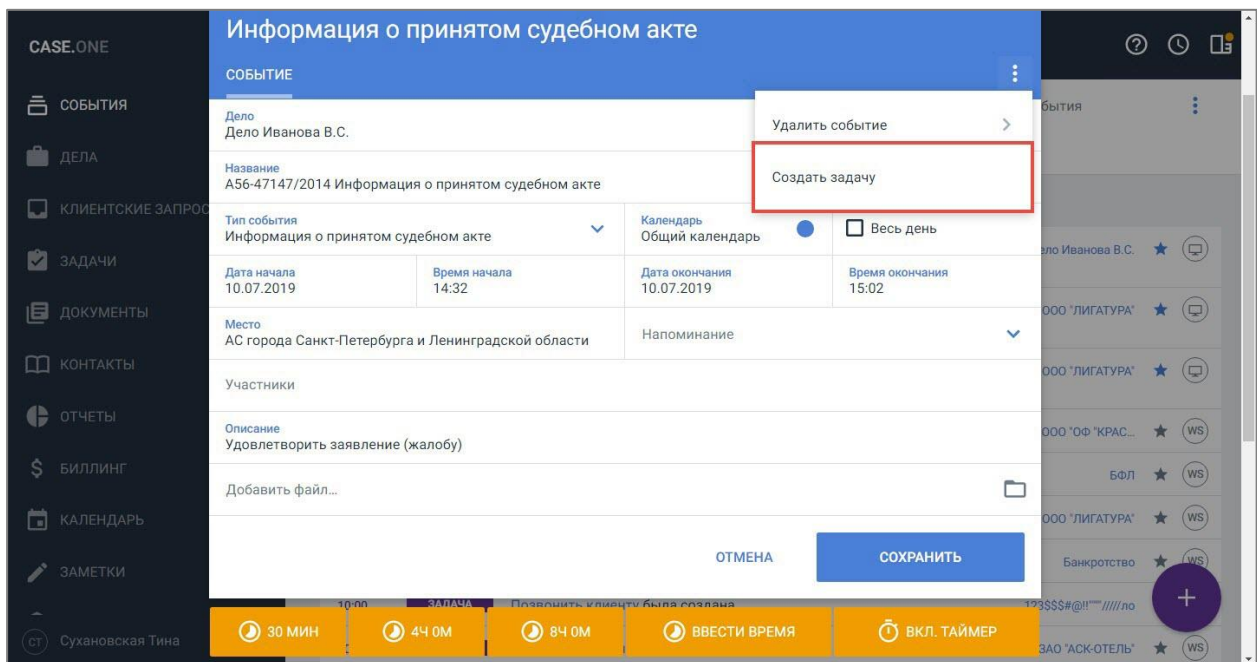 CASE.ONE
СОБЫТИЯ
ДЕЛА
КЛИЕНТСКИЕ ЗАПРОС
ЗАДАЧИ
ДОКУМЕНТЫ
КОНТАКТЫ
ОТЧЕТЫ
БИЛЛИНГ
КАЛЕНДАРЬ
ЗАМЕТКИ
СТ Сухановская Тина
Информация о принятом судебном акте
СОБЫТИЕ
Удалить событие
Создать задачу
Дело
Дело Иванова В.С.
Название
А56-47147/2014 Информация о принятом судебном акте
Тип события
Информация о принятом судебном акте
Календарь
Общий календарь
Весь день
Дата начала
10.07.2019
Время начала
14:32
Дата окончания
10.07.2019
Время окончания
15:02
Место
АС города Санкт-Петербурга и Ленинградской области
Напоминание
Участники
Описание
Удовлетворить заявление (жалобу)
Добавить файл...
ОТМЕНА
СОХРАНИТЬ
10:00 ЗАДАЧА Позвонить клиенту была создана
30 МИН
4Ч 0М
8Ч 0М
ВВЕСТИ ВРЕМЯ
ВКЛ. ТАЙМЕР
бытия
ело Иванова В.С.
ООО "ЛИГАТУРА"
ООО "ЛИГАТУРА"
ООО "ОФ "КРАС... WS
БФЛ WS
ООО "ЛИГАТУРА" WS
Банкротство WS
ЗАО "АСК-ОТЕЛЬ" WS